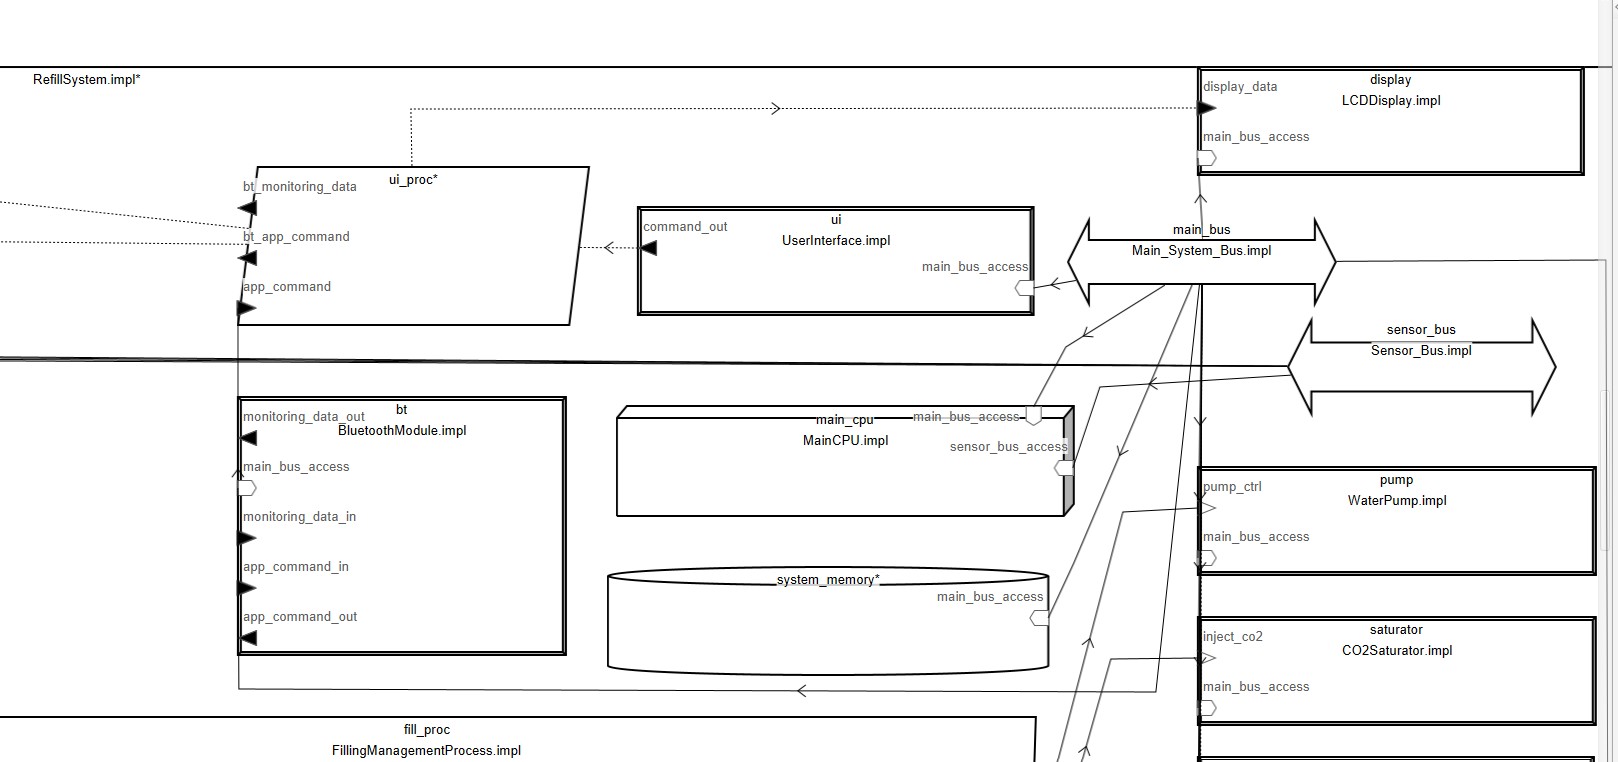 RefillSystem.impl*
display
LCDDisplay.impl
display_data
main_bus_access
ui_proc*
bt_monitoring_data
bt_app_command
app_command
ui
UserInterface.impl
command_out
main_bus_access
main_bus
Main_System_Bus.impl
sensor_bus
Sensor_Bus.impl
bt
BluetoothModule.impl
monitoring_data_out
main_bus_access
monitoring_data_in
app_command_in
app_command_out
main_cpu
MainCPU.impl
main_bus_access
sensor_bus_access
pump
WaterPump.impl
pump_ctrl
main_bus_access
system_memory*
main_bus_access
saturator
CO2Saturator.impl
inject_co2
main_bus_access
fill_proc
FillingManagementProcess.impl